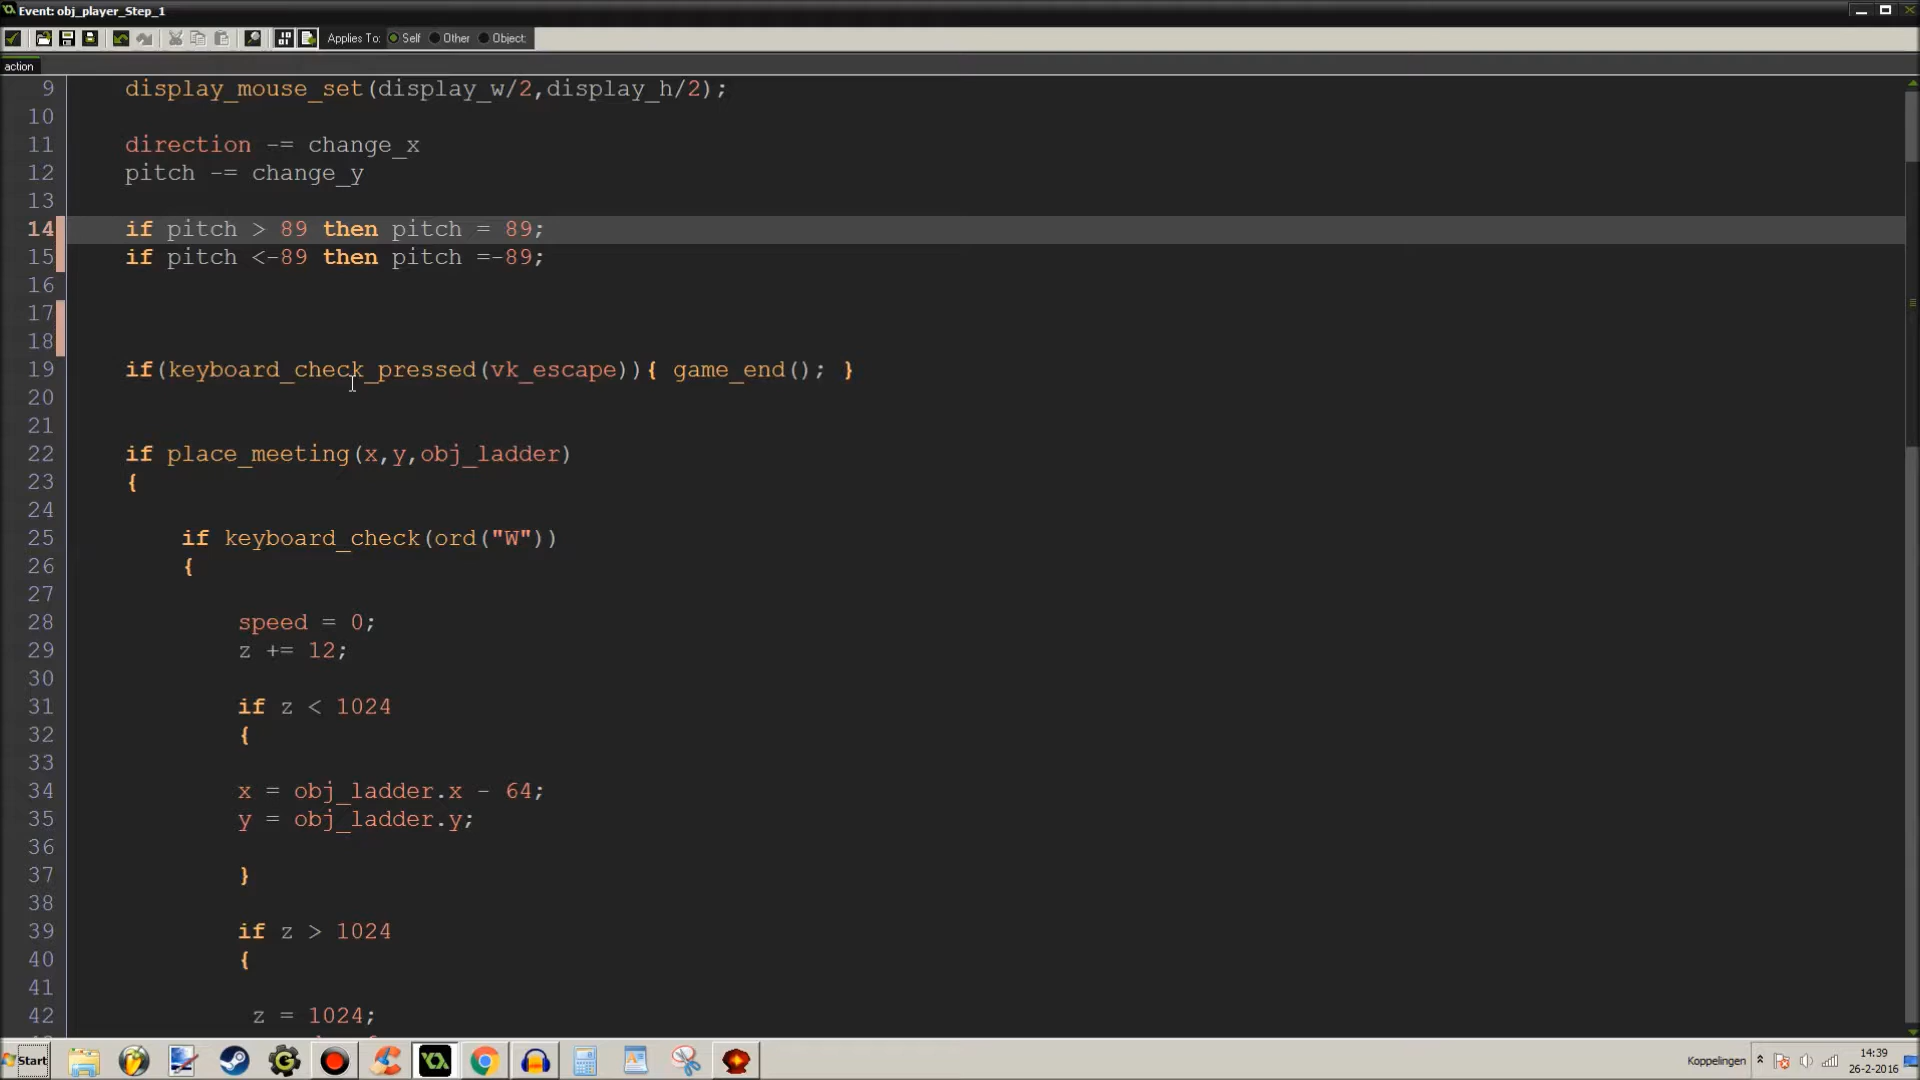 Event: obj_player_Step_1
Applies To: Self Other Object:
action
9 display_mouse_set(display_w/2,display_h/2);
10
11 direction -= change_x
12 pitch -= change_y
13
14 if pitch > 89 then pitch = 89;
15 if pitch <-89 then pitch =-89;
16
17
18
19 if(keyboard_check_pressed(vk_escape)){ game_end(); }
20
21
22 if place_meeting(x,y,obj_ladder)
23 {
24
25 if keyboard_check(ord("W"))
26 {
27
28 speed = 0;
29 z += 12;
30
31 if z < 1024
32 {
33
34 x = obj_ladder.x - 64;
35 y = obj_ladder.y;
36
37 }
38
39 if z > 1024
40 {
41
42 z = 1024;
Start
Koppelingen
14:39
26-2-2016